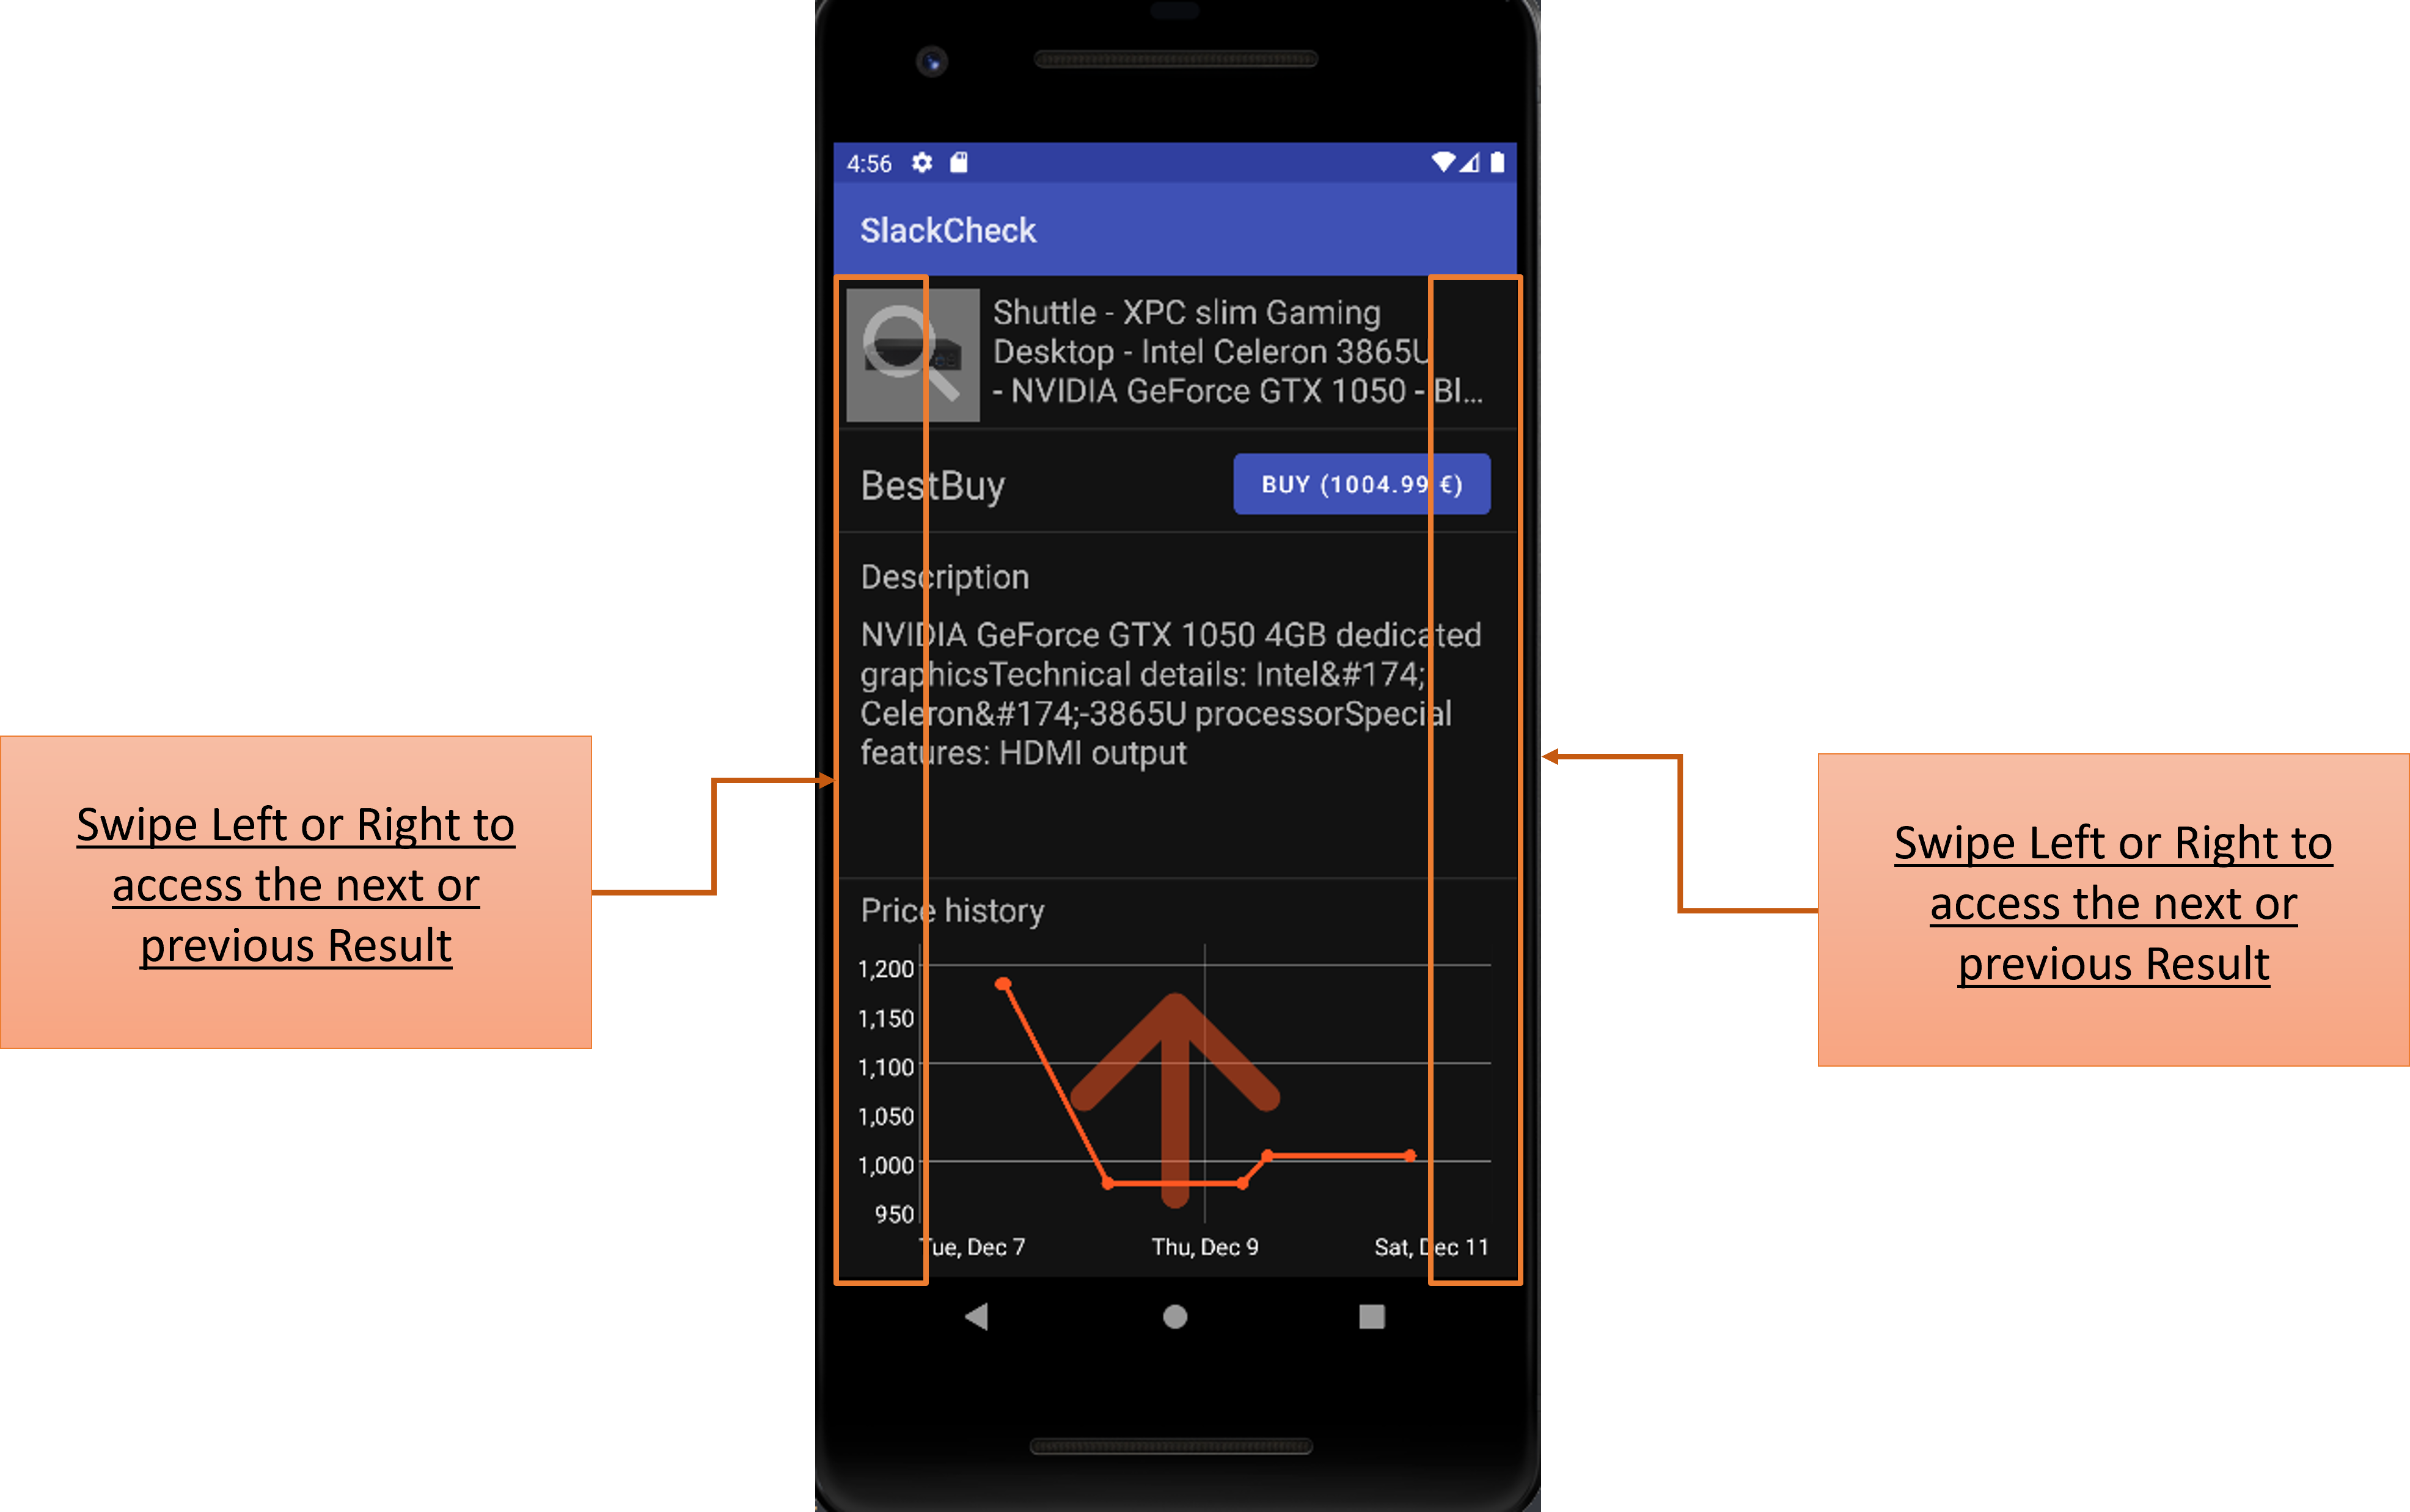 4:56
SlackCheck
Shuttle - XPC slim Gaming
Desktop - Intel Celeron 3865U
- NVIDIA GeForce GTX 1050 - Bl...
BestBuy
BUY (1004.99 €)
Description
NVIDIA GeForce GTX 1050 4GB dedicated
graphicsTechnical details: Intel&#174;
Celeron&#174;-3865U processorSpecial
features: HDMI output
Swipe Left or Right to
access the next or
previous Result
Swipe Left or Right to
access the next or
previous Result
Price history
1,200
1,150
1,100
1,050
1,000
950
Tue, Dec 7
Thu, Dec 9
Sat, Dec 11